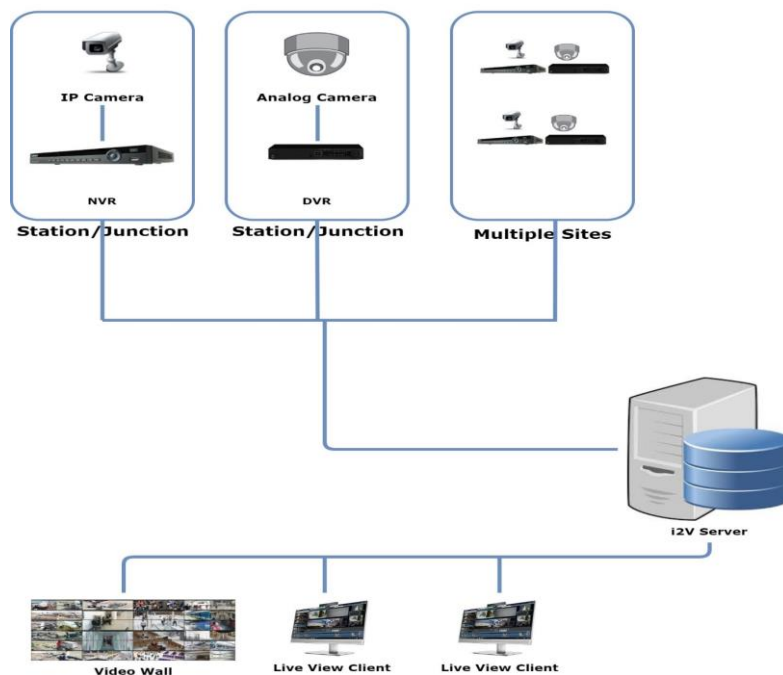 IP Camera
NVR
Station/Junction
Analog Camera
DVR
Station/Junction
Multiple Sites
i2V Server
Video Wall
Live View Client
Live View Client